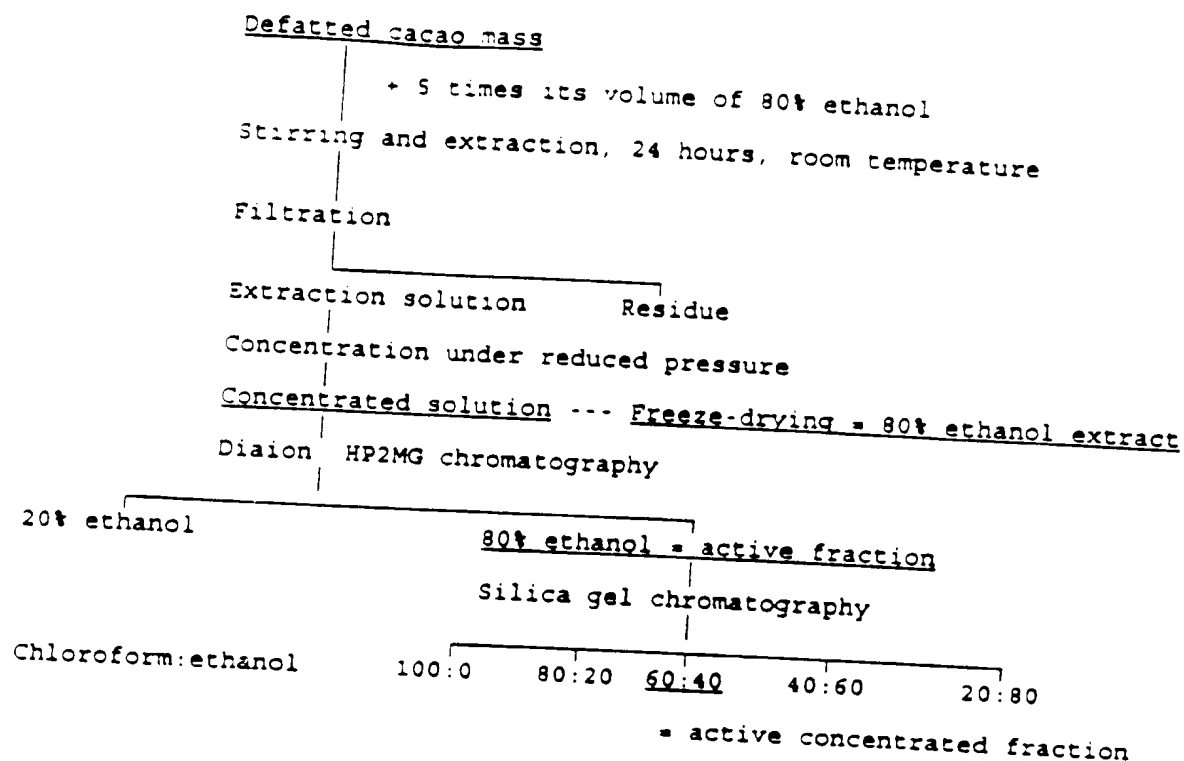 Defatted cacao mass
+ 5 times its volume of 80% ethanol
Stirring and extraction, 24 hours, room temperature
Filtration
Extraction solution Residue
Concentration under reduced pressure
Concentrated solution --- Freeze-drying = 80% ethanol extract
Diaion HP2MG chromatography
20% ethanol
80% ethanol = active fraction
Silica gel chromatography
Chloroform:ethanol 100:0 80:20 60:40 40:60 20:80
= active concentrated fraction